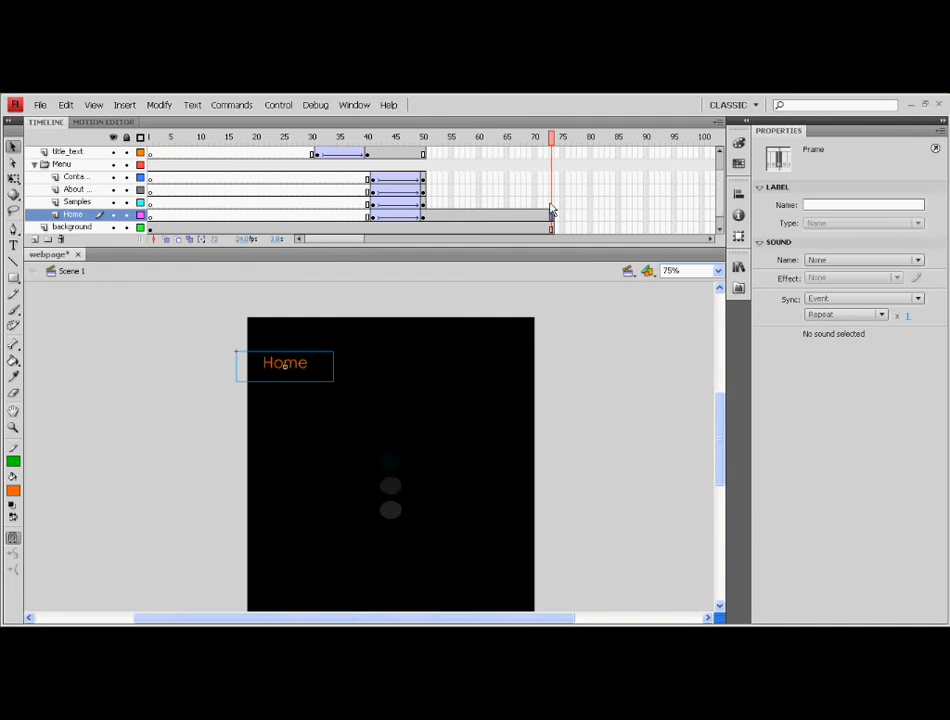 Fl File Edit View Insert Modify Text Commands Control Debug Window Help CLASSIC
TIMELINE MOTION EDITOR
1 5 10 15 20 25 30 35 40 45 50 55 60 65 70 75 80 85 90 95 100
title_text
Menu
Conta...
About ...
Samples
Home
background
webpage* ×
Scene 1
75%
Home
PROPERTIES
Frame
LABEL
Name:
Type: Name
SOUND
Name: None
Effect: None
Sync: Event
Repeat x 1
No sound selected